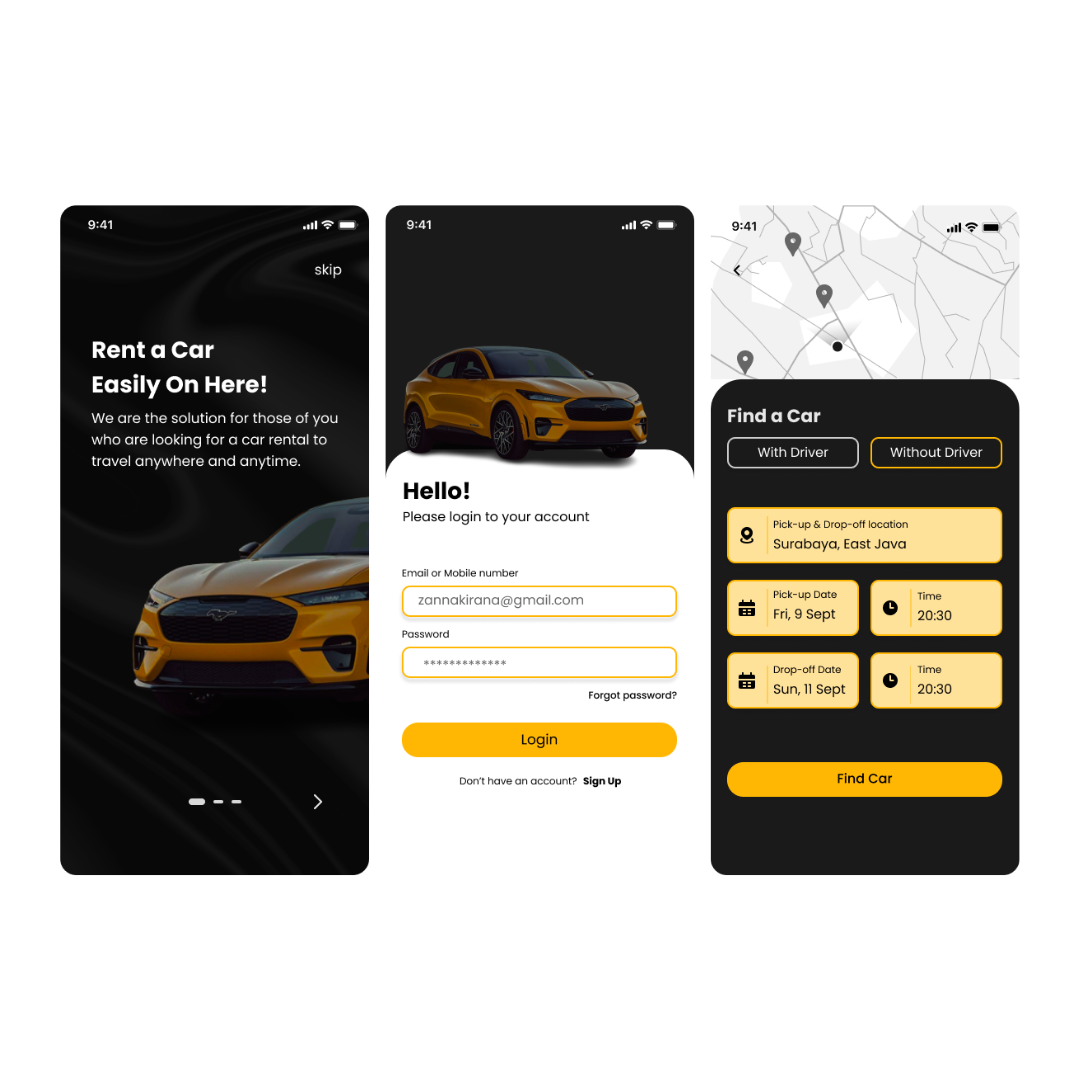 9:41
skip
Rent a Car
Easily On Here!
We are the solution for those of you
who are looking for a car rental to
travel anywhere and anytime.
9:41
Hello!
Please login to your account
Email or Mobile number
zannakirana@gmail.com
Password
*************
Forgot password?
Login
Don't have an account? Sign Up
9:41
Find a Car
With Driver
Without Driver
Pick-up & Drop-off location
Surabaya, East Java
Pick-up Date
Fri, 9 Sept
Time
20:30
Drop-off Date
Sun, 11 Sept
Time
20:30
Find Car